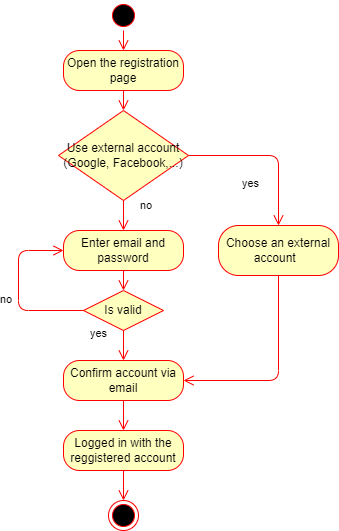 Open the registration
page
Use external account
(Google, Facebook,...)
yes
no
Enter email and
password
Choose an external
account
no
Is valid
yes
Confirm account via
email
Logged in with the
reggistered account